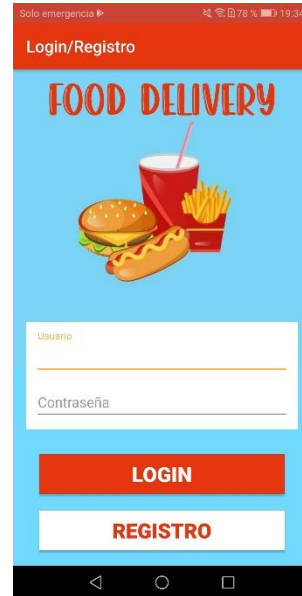 Solo emergencia 78 % 19:34
Login/Registro
FOOD DELIVERY
Usuario
Contraseña
LOGIN
REGISTRO